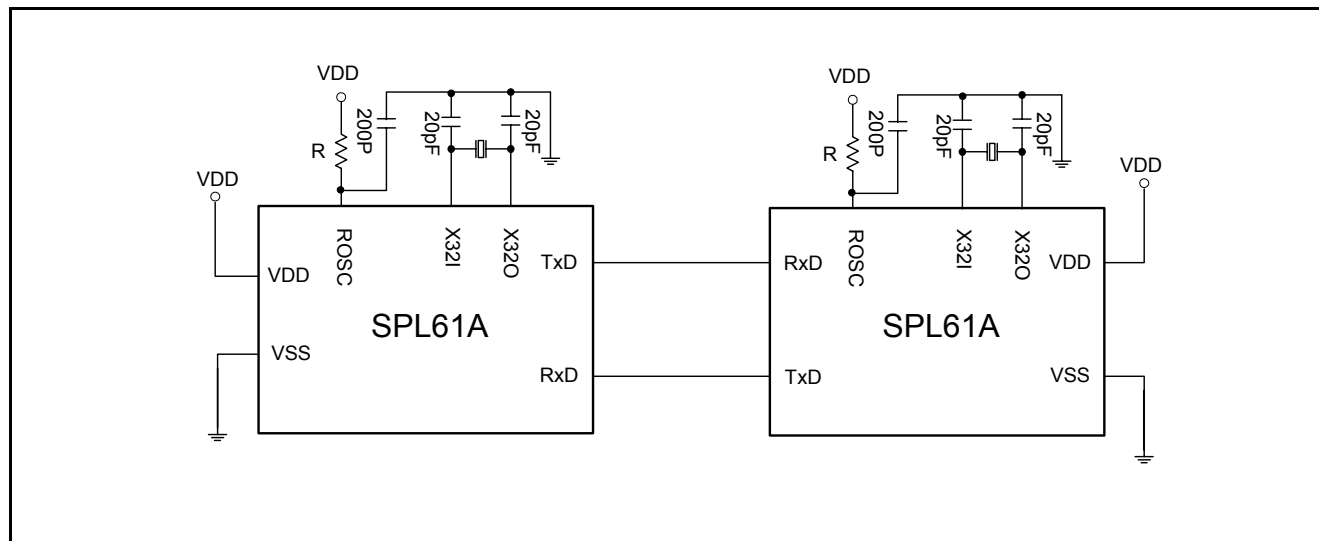 VDD
R
200P
20pF
20pF
VDD
ROSC
X32I
X32O
VDD
VSS
TxD
RxD
SPL61A
VDD
R
200P
20pF
20pF
VDD
ROSC
X32I
X32O
RxD
TxD
VDD
VSS
SPL61A